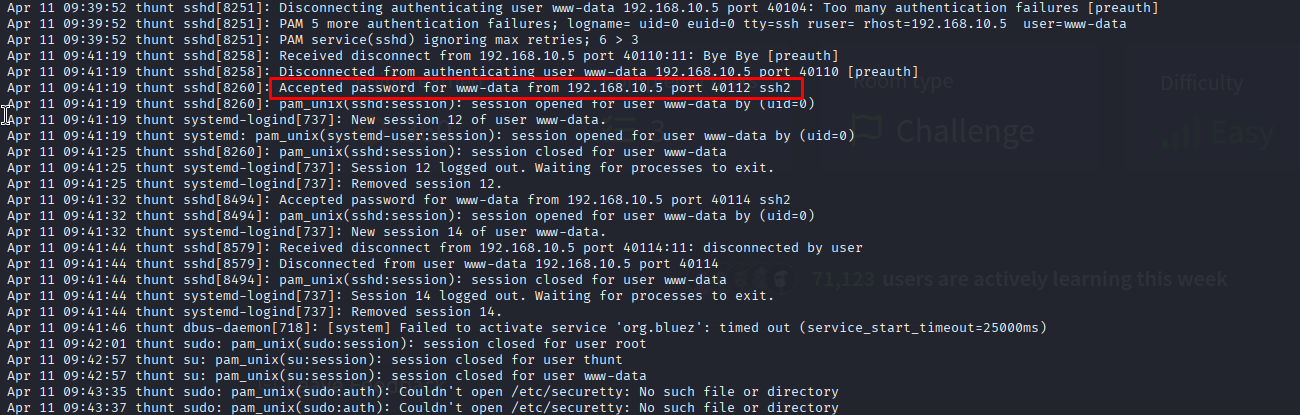 Apr 11 09:39:52 thunt sshd[8251]: Disconnecting authenticating user www-data 192.168.10.5 port 40104: Too many authentication failures [preauth]
Apr 11 09:39:52 thunt sshd[8251]: PAM 5 more authentication failures; logname= uid=0 euid=0 tty=ssh ruser= rhost=192.168.10.5  user=www-data
Apr 11 09:39:52 thunt sshd[8251]: PAM service(sshd) ignoring max retries; 6 > 3
Apr 11 09:41:19 thunt sshd[8258]: Received disconnect from 192.168.10.5 port 40110:11: Bye Bye [preauth]
Apr 11 09:41:19 thunt sshd[8258]: Disconnected from authenticating user www-data 192.168.10.5 port 40110 [preauth]
Apr 11 09:41:19 thunt sshd[8260]: Accepted password for www-data from 192.168.10.5 port 40112 ssh2
Room type
Difficulty
Apr 11 09:41:19 thunt sshd[8260]: pam_unix(sshd:session): session opened for user www-data by (uid=0)
Apr 11 09:41:19 thunt systemd-logind[737]: New session 12 of user www-data.
Apr 11 09:41:19 thunt systemd: pam_unix(systemd-user:session): session opened for user www-data by (uid=0)
Challenge
Easy
Apr 11 09:41:25 thunt sshd[8260]: pam_unix(sshd:session): session closed for user www-data
Apr 11 09:41:25 thunt systemd-logind[737]: Session 12 logged out. Waiting for processes to exit.
Apr 11 09:41:25 thunt systemd-logind[737]: Removed session 12.
Apr 11 09:41:32 thunt sshd[8494]: Accepted password for www-data from 192.168.10.5 port 40114 ssh2
Apr 11 09:41:32 thunt sshd[8494]: pam_unix(sshd:session): session opened for user www-data by (uid=0)
Apr 11 09:41:32 thunt systemd-logind[737]: New session 14 of user www-data.
Apr 11 09:41:44 thunt sshd[8579]: Received disconnect from 192.168.10.5 port 40114:11: disconnected by user
Apr 11 09:41:44 thunt sshd[8579]: Disconnected from user www-data 192.168.10.5 port 40114
Apr 11 09:41:44 thunt sshd[8494]: pam_unix(sshd:session): session closed for user www-data
71,123 users are actively learning this week
Apr 11 09:41:44 thunt systemd-logind[737]: Session 14 logged out. Waiting for processes to exit.
Apr 11 09:41:44 thunt systemd-logind[737]: Removed session 14.
Apr 11 09:41:46 thunt dbus-daemon[718]: [system] Failed to activate service 'org.bluez': timed out (service_start_timeout=25000ms)
Apr 11 09:42:01 thunt sudo: pam_unix(sudo:session): session closed for user root
Apr 11 09:42:57 thunt su: pam_unix(su:session): session closed for user thunt
Apr 11 09:42:57 thunt su: pam_unix(su:session): session closed for user www-data
Apr 11 09:43:35 thunt sudo: pam_unix(sudo:auth): Couldn't open /etc/securetty: No such file or directory
Apr 11 09:43:37 thunt sudo: pam_unix(sudo:auth): Couldn't open /etc/securetty: No such file or directory